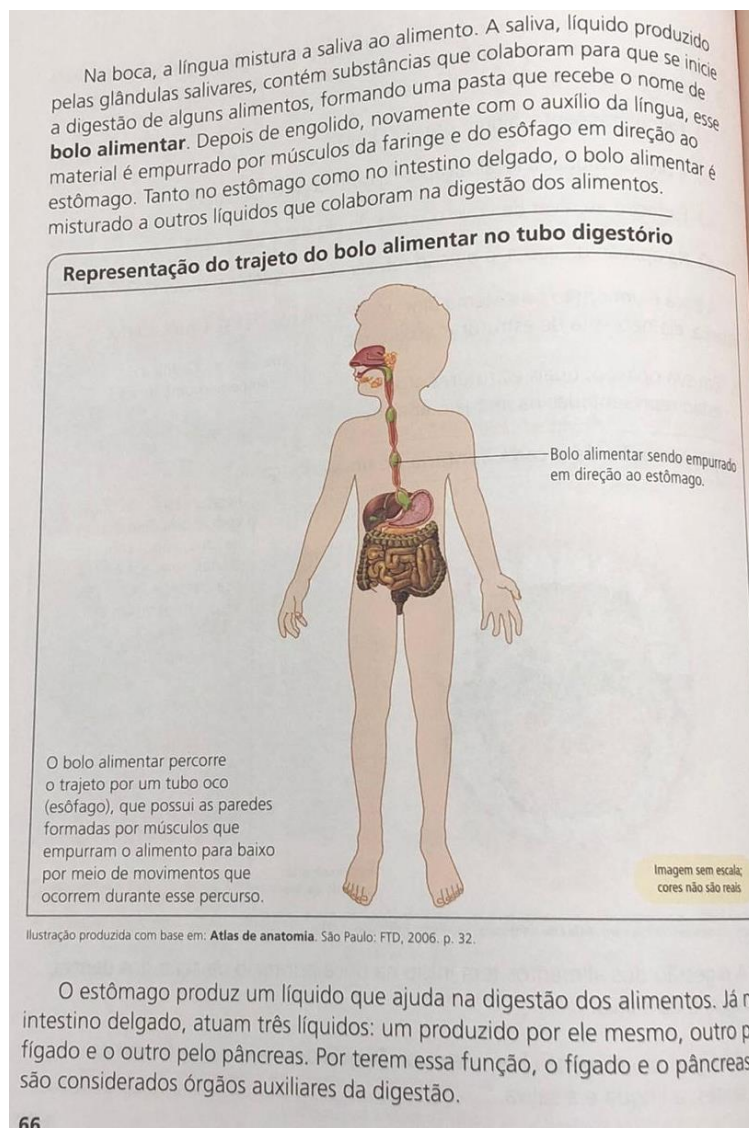 Na boca, a língua mistura a saliva ao alimento. A saliva, líquido produzido
pelas glândulas salivares, contém substâncias que colaboram para que se inicie
a digestão de alguns alimentos, formando uma pasta que recebe o nome de
bolo alimentar. Depois de engolido, novamente com o auxílio da língua, esse
material é empurrado por músculos da faringe e do esôfago em direção ao
estômago. Tanto no estômago como no intestino delgado, o bolo alimentar é
misturado a outros líquidos que colaboram na digestão dos alimentos.
Representação do trajeto do bolo alimentar no tubo digestório
Bolo alimentar sendo empurrado
em direção ao estômago.
O bolo alimentar percorre
o trajeto por um tubo oco
(esôfago), que possui as paredes
formadas por músculos que
empurram o alimento para baixo
por meio de movimentos que
ocorrem durante esse percurso.
Imagem sem escala;
cores não são reais
Ilustração produzida com base em: Atlas de anatomia. São Paulo: FTD, 2006. p. 32.
O estômago produz um líquido que ajuda na digestão dos alimentos. Já
intestino delgado, atuam três líquidos: um produzido por ele mesmo, outro
fígado e o outro pelo pâncreas. Por terem essa função, o fígado e o pâncreas
são considerados órgãos auxiliares da digestão.
66